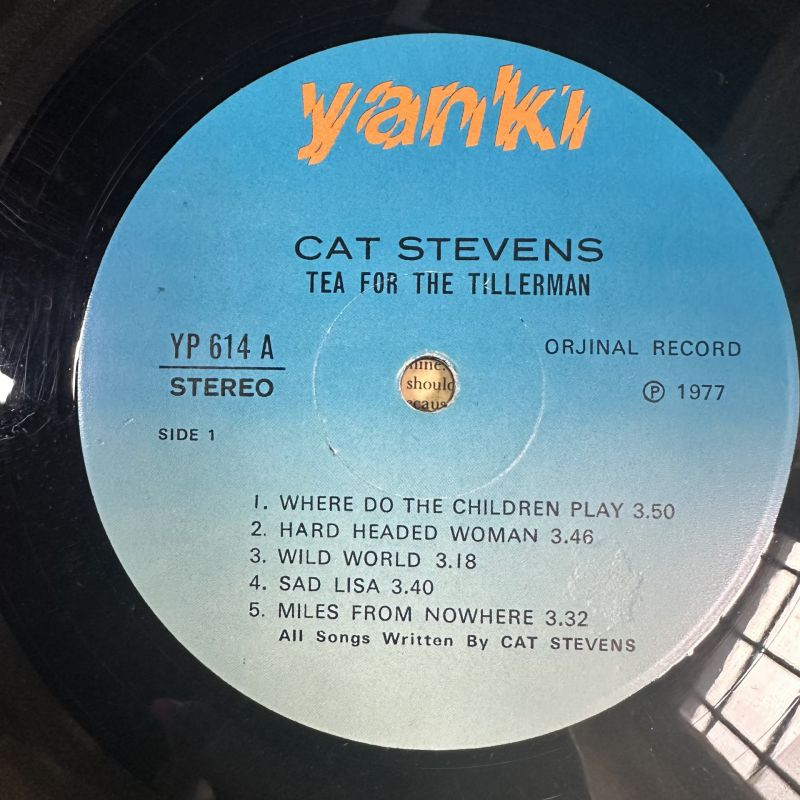 yanki
CAT STEVENS
TEA FOR THE TILLERMAN
YP 614 A
STEREO
SIDE 1
ORJINAL RECORD
Ⓟ 1977
should
1. WHERE DO THE CHILDREN PLAY 3.50
2. HARD HEADED WOMAN 3.46
3. WILD WORLD 3.18
4. SAD LISA 3.40
5. MILES FROM NOWHERE 3.32
All Songs Written By CAT STEVENS